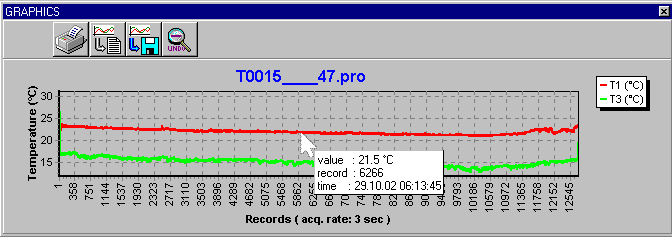 GRAPHICS
UNDO
T0015____47.pro
T1 (°C)
T3 (°C)
Temperature (°C)
30
25
20
15
value : 21.5 °C
record : 6266
time : 29.10.02 06:13:45
1 358 751 1144 1537 1930 2323 2717 3110 3503 3896 4289 4682 5075 5468 5862 6255 9793 10186 10579 10972 11365 11758 12152 12545
Records ( acq. rate: 3 sec )